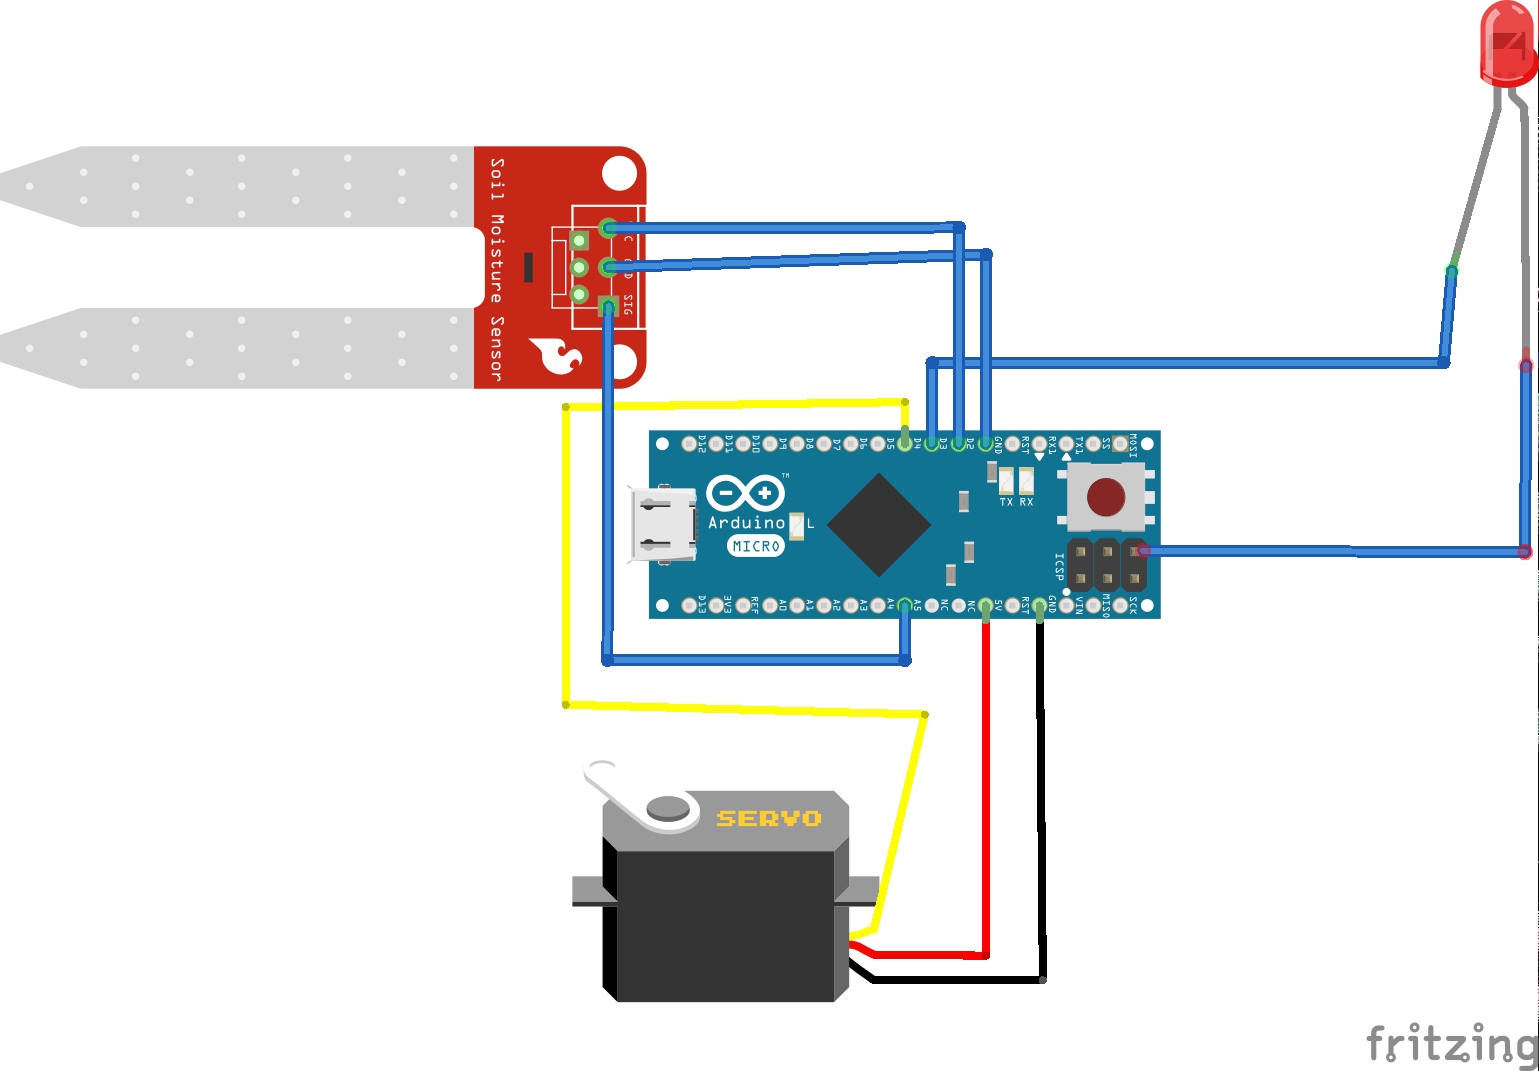 Soil Moisture Sensor
SIG
D12
D11
D10
D9
D8
D7
D6
D5
D4
D3
D2
GND
RST
RX1
TX1
SS
MOSI
TM
Arduino
L
MICRO
TX RX
ICSP
D13
3V3
REF
A0
A1
A2
A3
A4
A5
NC
NC
5V
RST
GND
VIN
MISO
SCK
SERVO
fritzing